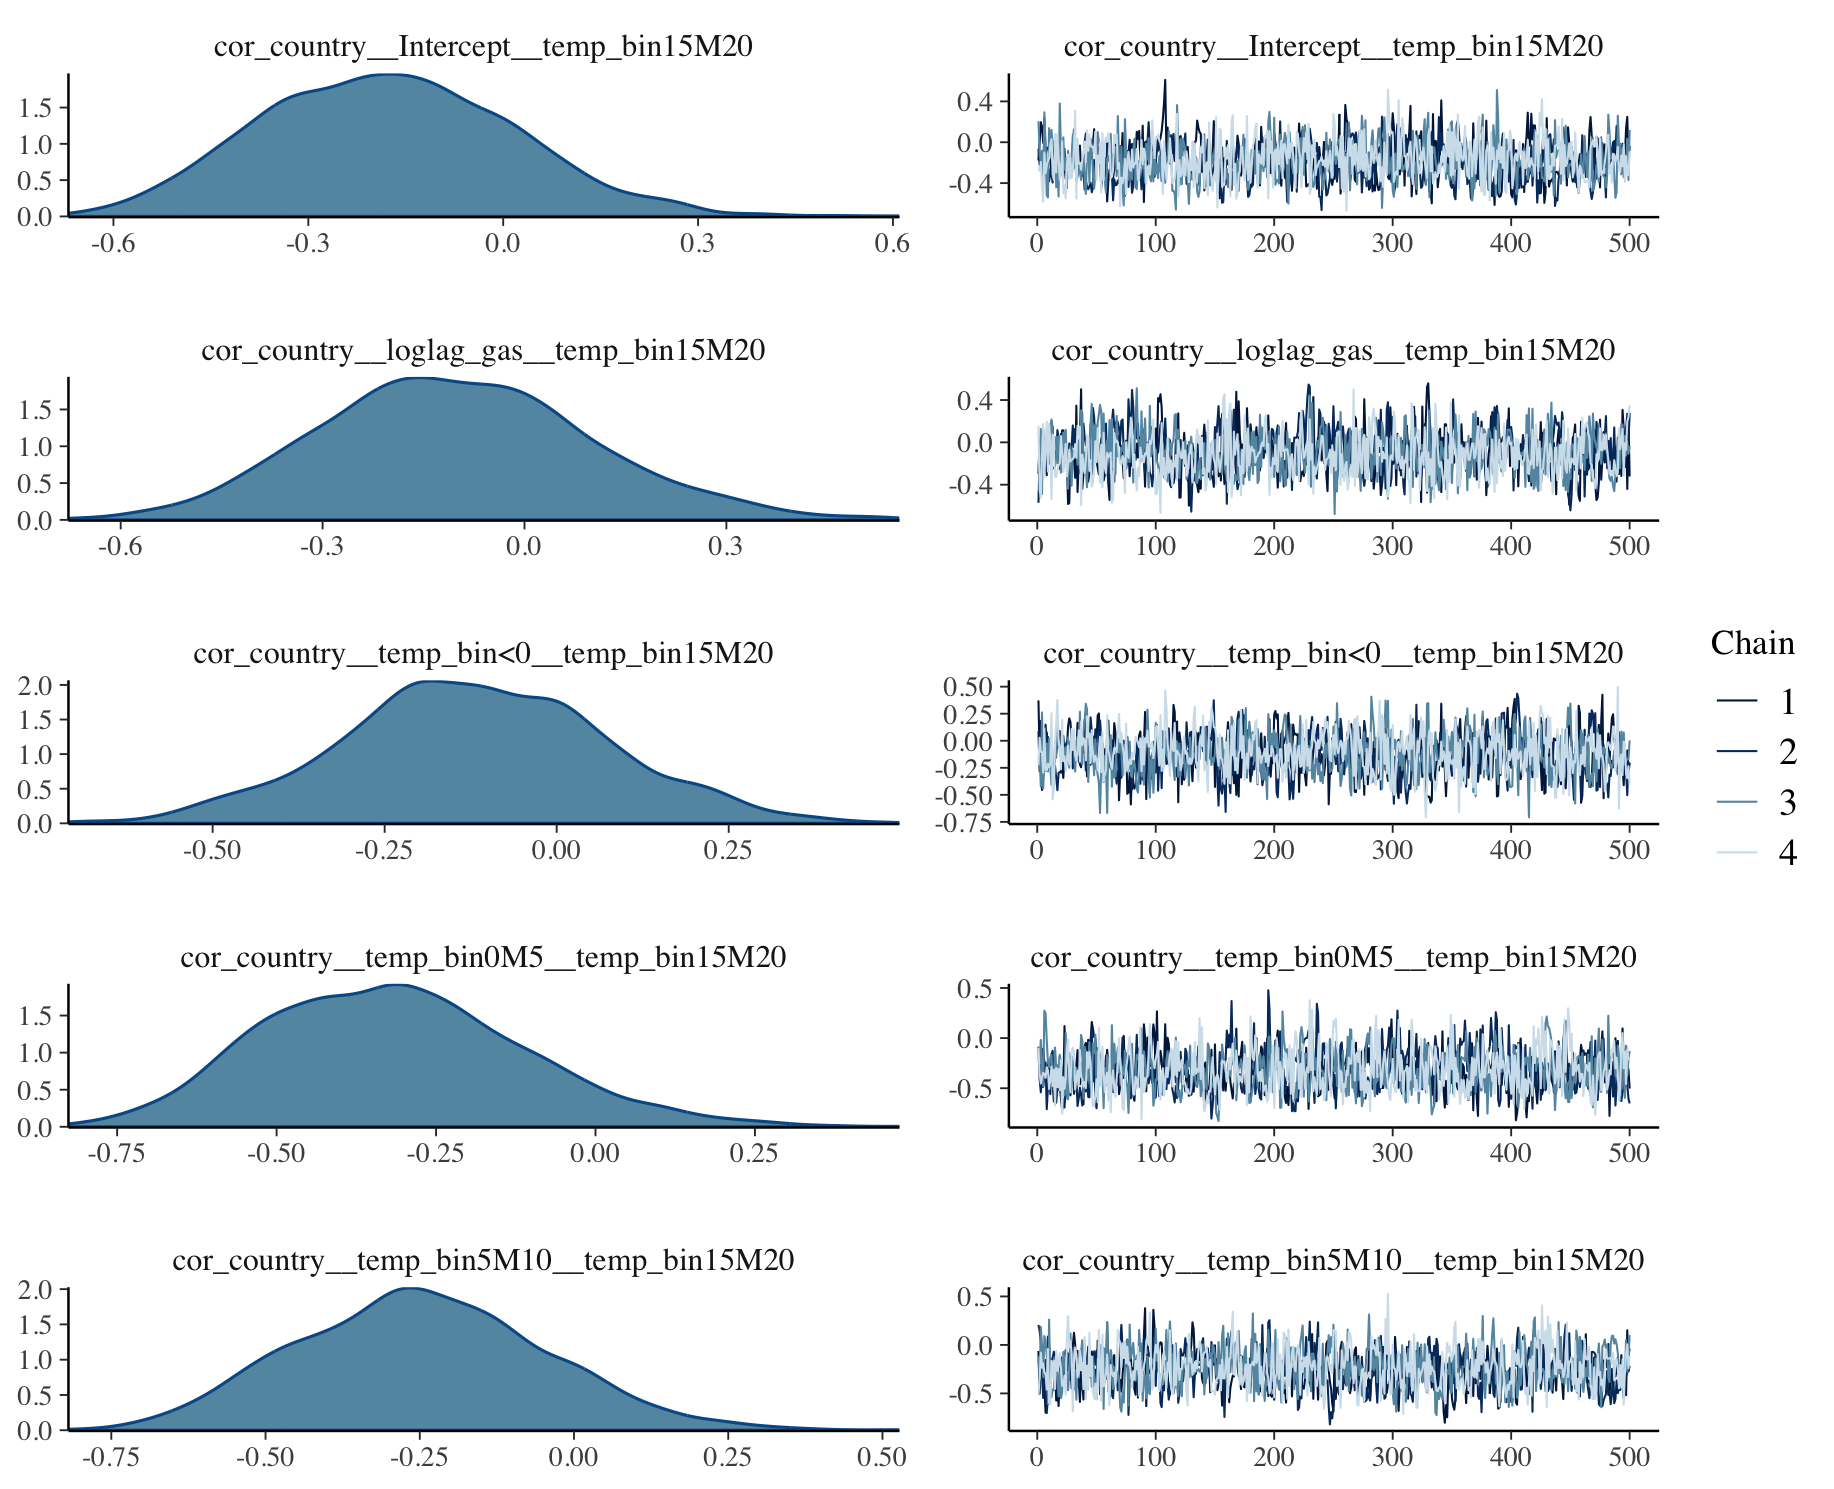 cor_country__Intercept__temp_bin15M20
1.5
1.0
0.5
0.0
-0.6 -0.3 0.0 0.3 0.6
cor_country__Intercept__temp_bin15M20
0.4
0.0
-0.4
0 100 200 300 400 500
cor_country__loglag_gas__temp_bin15M20
1.5
1.0
0.5
0.0
-0.6 -0.3 0.0 0.3
cor_country__loglag_gas__temp_bin15M20
0.4
0.0
-0.4
0 100 200 300 400 500
cor_country__temp_bin<0__temp_bin15M20
2.0
1.5
1.0
0.5
0.0
-0.50 -0.25 0.00 0.25
cor_country__temp_bin<0__temp_bin15M20
0.50
0.25
0.00
-0.25
-0.50
-0.75
0 100 200 300 400 500
cor_country__temp_bin0M5__temp_bin15M20
1.5
1.0
0.5
0.0
-0.75 -0.50 -0.25 0.00 0.25
cor_country__temp_bin0M5__temp_bin15M20
0.5
0.0
-0.5
0 100 200 300 400 500
cor_country__temp_bin5M10__temp_bin15M20
2.0
1.5
1.0
0.5
0.0
-0.75 -0.50 -0.25 0.00 0.25 0.50
cor_country__temp_bin5M10__temp_bin15M20
0.5
0.0
-0.5
0 100 200 300 400 500
Chain
1
2
3
4